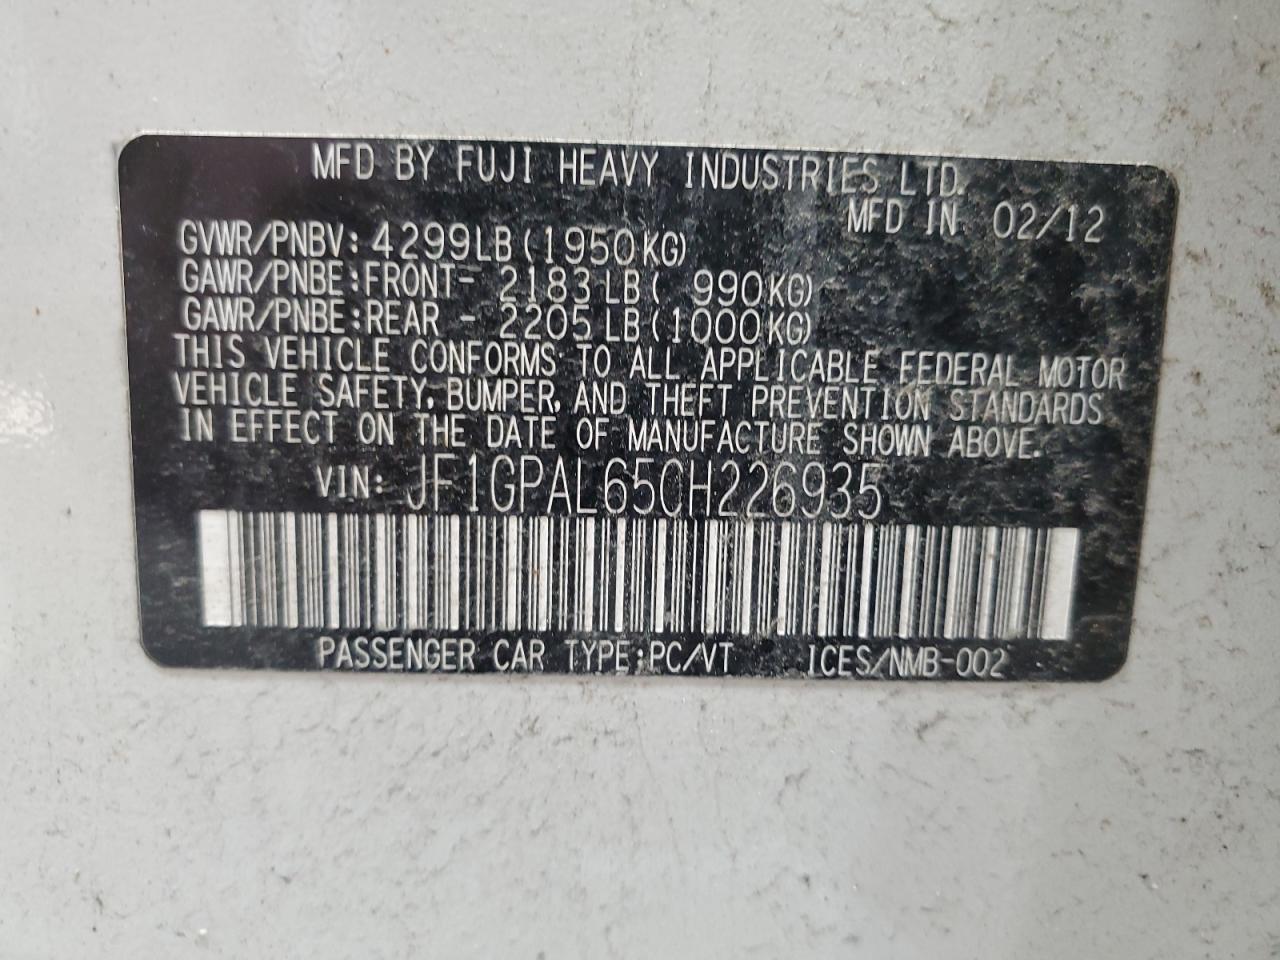 MFD BY FUJI HEAVY INDUSTRIES LTD.
MFD IN 02/12
GVWR/PNBV: 4299LB (1950KG)
GAWR/PNBE:FRONT- 2183LB ( 990KG)
GAWR/PNBE:REAR - 2205LB (1000KG)
THIS VEHICLE CONFORMS TO ALL APPLICABLE FEDERAL MOTOR
VEHICLE SAFETY, BUMPER, AND THEFT PREVENTION STANDARDS
IN EFFECT ON THE DATE OF MANUFACTURE SHOWN ABOVE.
VIN: JF1GPAL65CH226935
PASSENGER CAR TYPE:PC/VT ICES/NMB-002